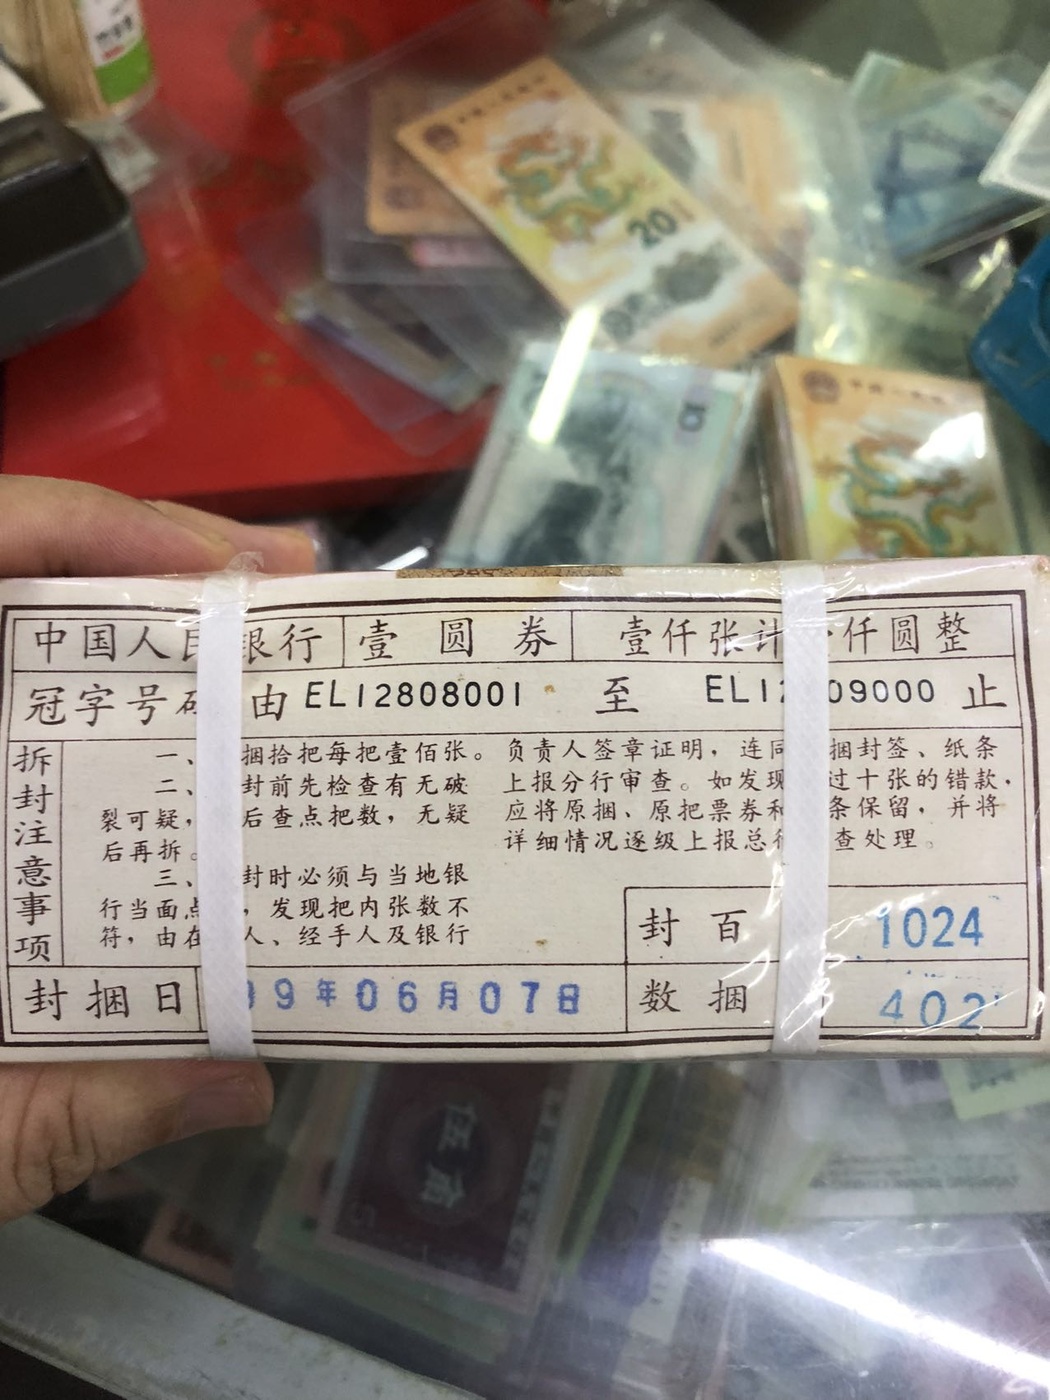 20
5
中国人民银行 壹圆券 壹仟张计 仟圆整
冠字号 由 EL12808001 至 EL12 09000 止
拆封注意事项
一、 捆拾把每把壹佰张。
二、 封前先检查有无破
裂可疑, 后查点把数,无疑
后再拆。
三、 封时必须与当地银
行当面点 ,发现把内张数不
符,由在 人、经手人及银行
负责人签章证明,连同 捆封签、纸条
上报分行审查。如发现 过十张的错款,
应将原捆、原把票券和 条保留,并将
详细情况逐级上报总行 查处理。
封百 1024
封捆日 99年06月07日
数捆 402
伍角